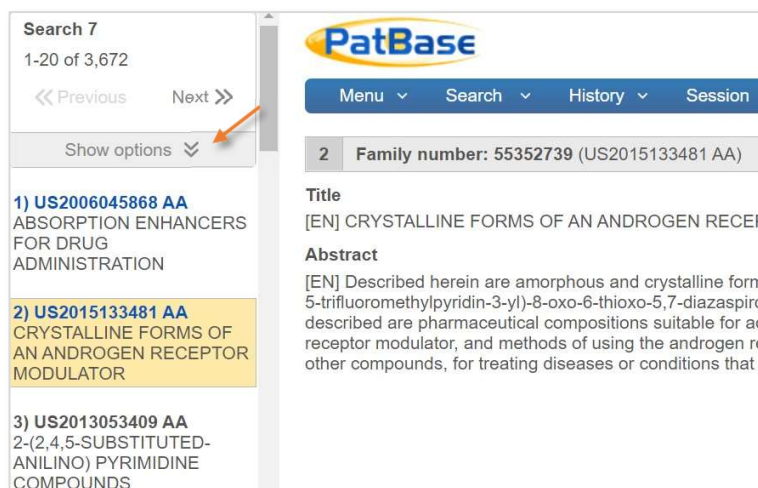 Search 7
1-20 of 3,672
Previous Next
Show options
1) US2006045868 AA
ABSORPTION ENHANCERS
FOR DRUG
ADMINISTRATION
2) US2015133481 AA
CRYSTALLINE FORMS OF
AN ANDROGEN RECEPTOR
MODULATOR
3) US2013053409 AA
2-(2,4,5-SUBSTITUTED-
ANILINO) PYRIMIDINE
COMPOUNDS
PatBase
Menu Search History Session
2 Family number: 55352739 (US2015133481 AA)
Title
[EN] CRYSTALLINE FORMS OF AN ANDROGEN
Abstract
[EN] Described herein are amorphous and crystalline
5-trifluoromethylpyridin-3-yl)-8-oxo-6-thioxo-5,7-diazaspiro
described are pharmaceutical compositions suitable for
receptor modulator, and methods of using the androgen
other compounds, for treating diseases or conditions that